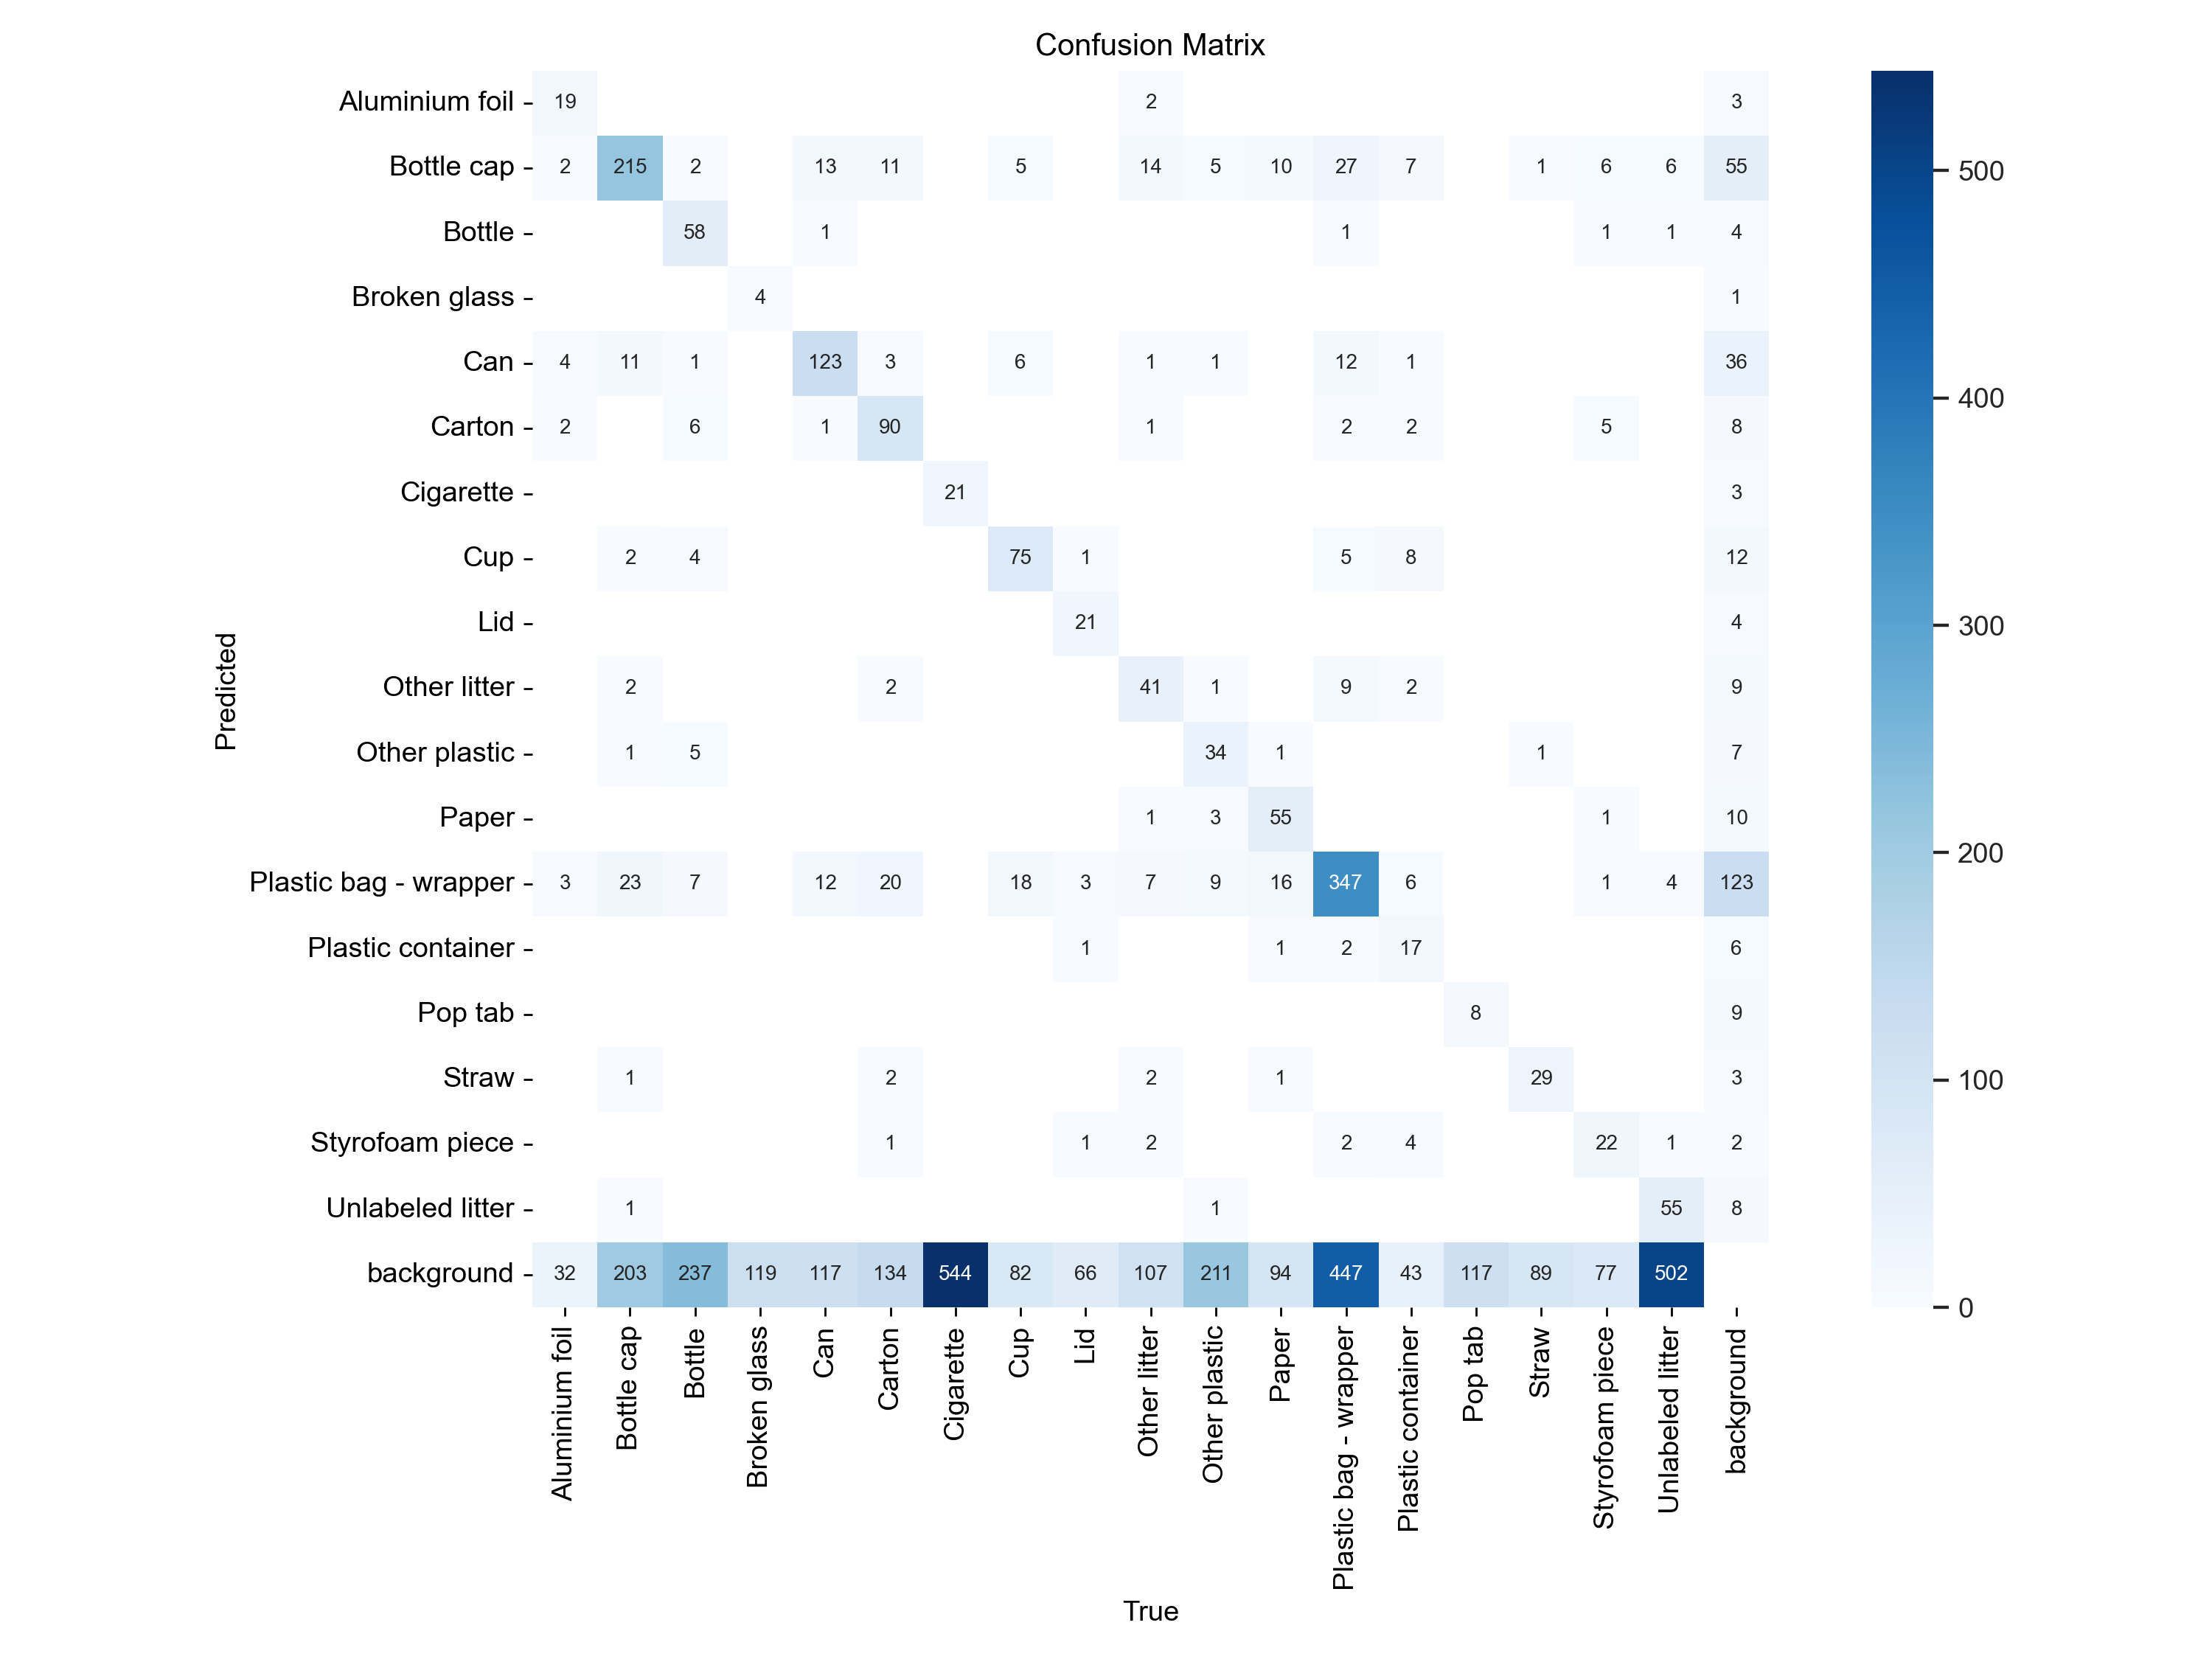 Confusion Matrix
Aluminium foil 19 2 3
Bottle cap 2 215 2 13 11 5 14 5 10 27 7 1 6 6 55
Bottle 58 1 1 1 1 4
Broken glass 4 1
Can 4 11 1 123 3 6 1 1 12 1 36
Carton 2 6 1 90 1 2 2 5 8
Cigarette 21 3
Cup 2 4 75 1 5 8 12
Lid 21 4
Other litter 2 2 41 1 9 2 9
Other plastic 1 5 34 1 1 7
Paper 1 3 55 1 10
Plastic bag - wrapper 3 23 7 12 20 18 3 7 9 16 347 6 1 4 123
Plastic container 1 1 2 17 6
Pop tab 8 9
Straw 1 2 2 1 29 3
Styrofoam piece 1 1 2 2 4 22 1 2
Unlabeled litter 1 1 55 8
background 32 203 237 119 117 134 544 82 66 107 211 94 447 43 117 89 77 502
Predicted
Aluminium foil
Bottle cap
Bottle
Broken glass
Can
Carton
Cigarette
Cup
Lid
Other litter
Other plastic
Paper
Plastic bag - wrapper
Plastic container
Pop tab
Straw
Styrofoam piece
Unlabeled litter
background
True
500
400
300
200
100
0